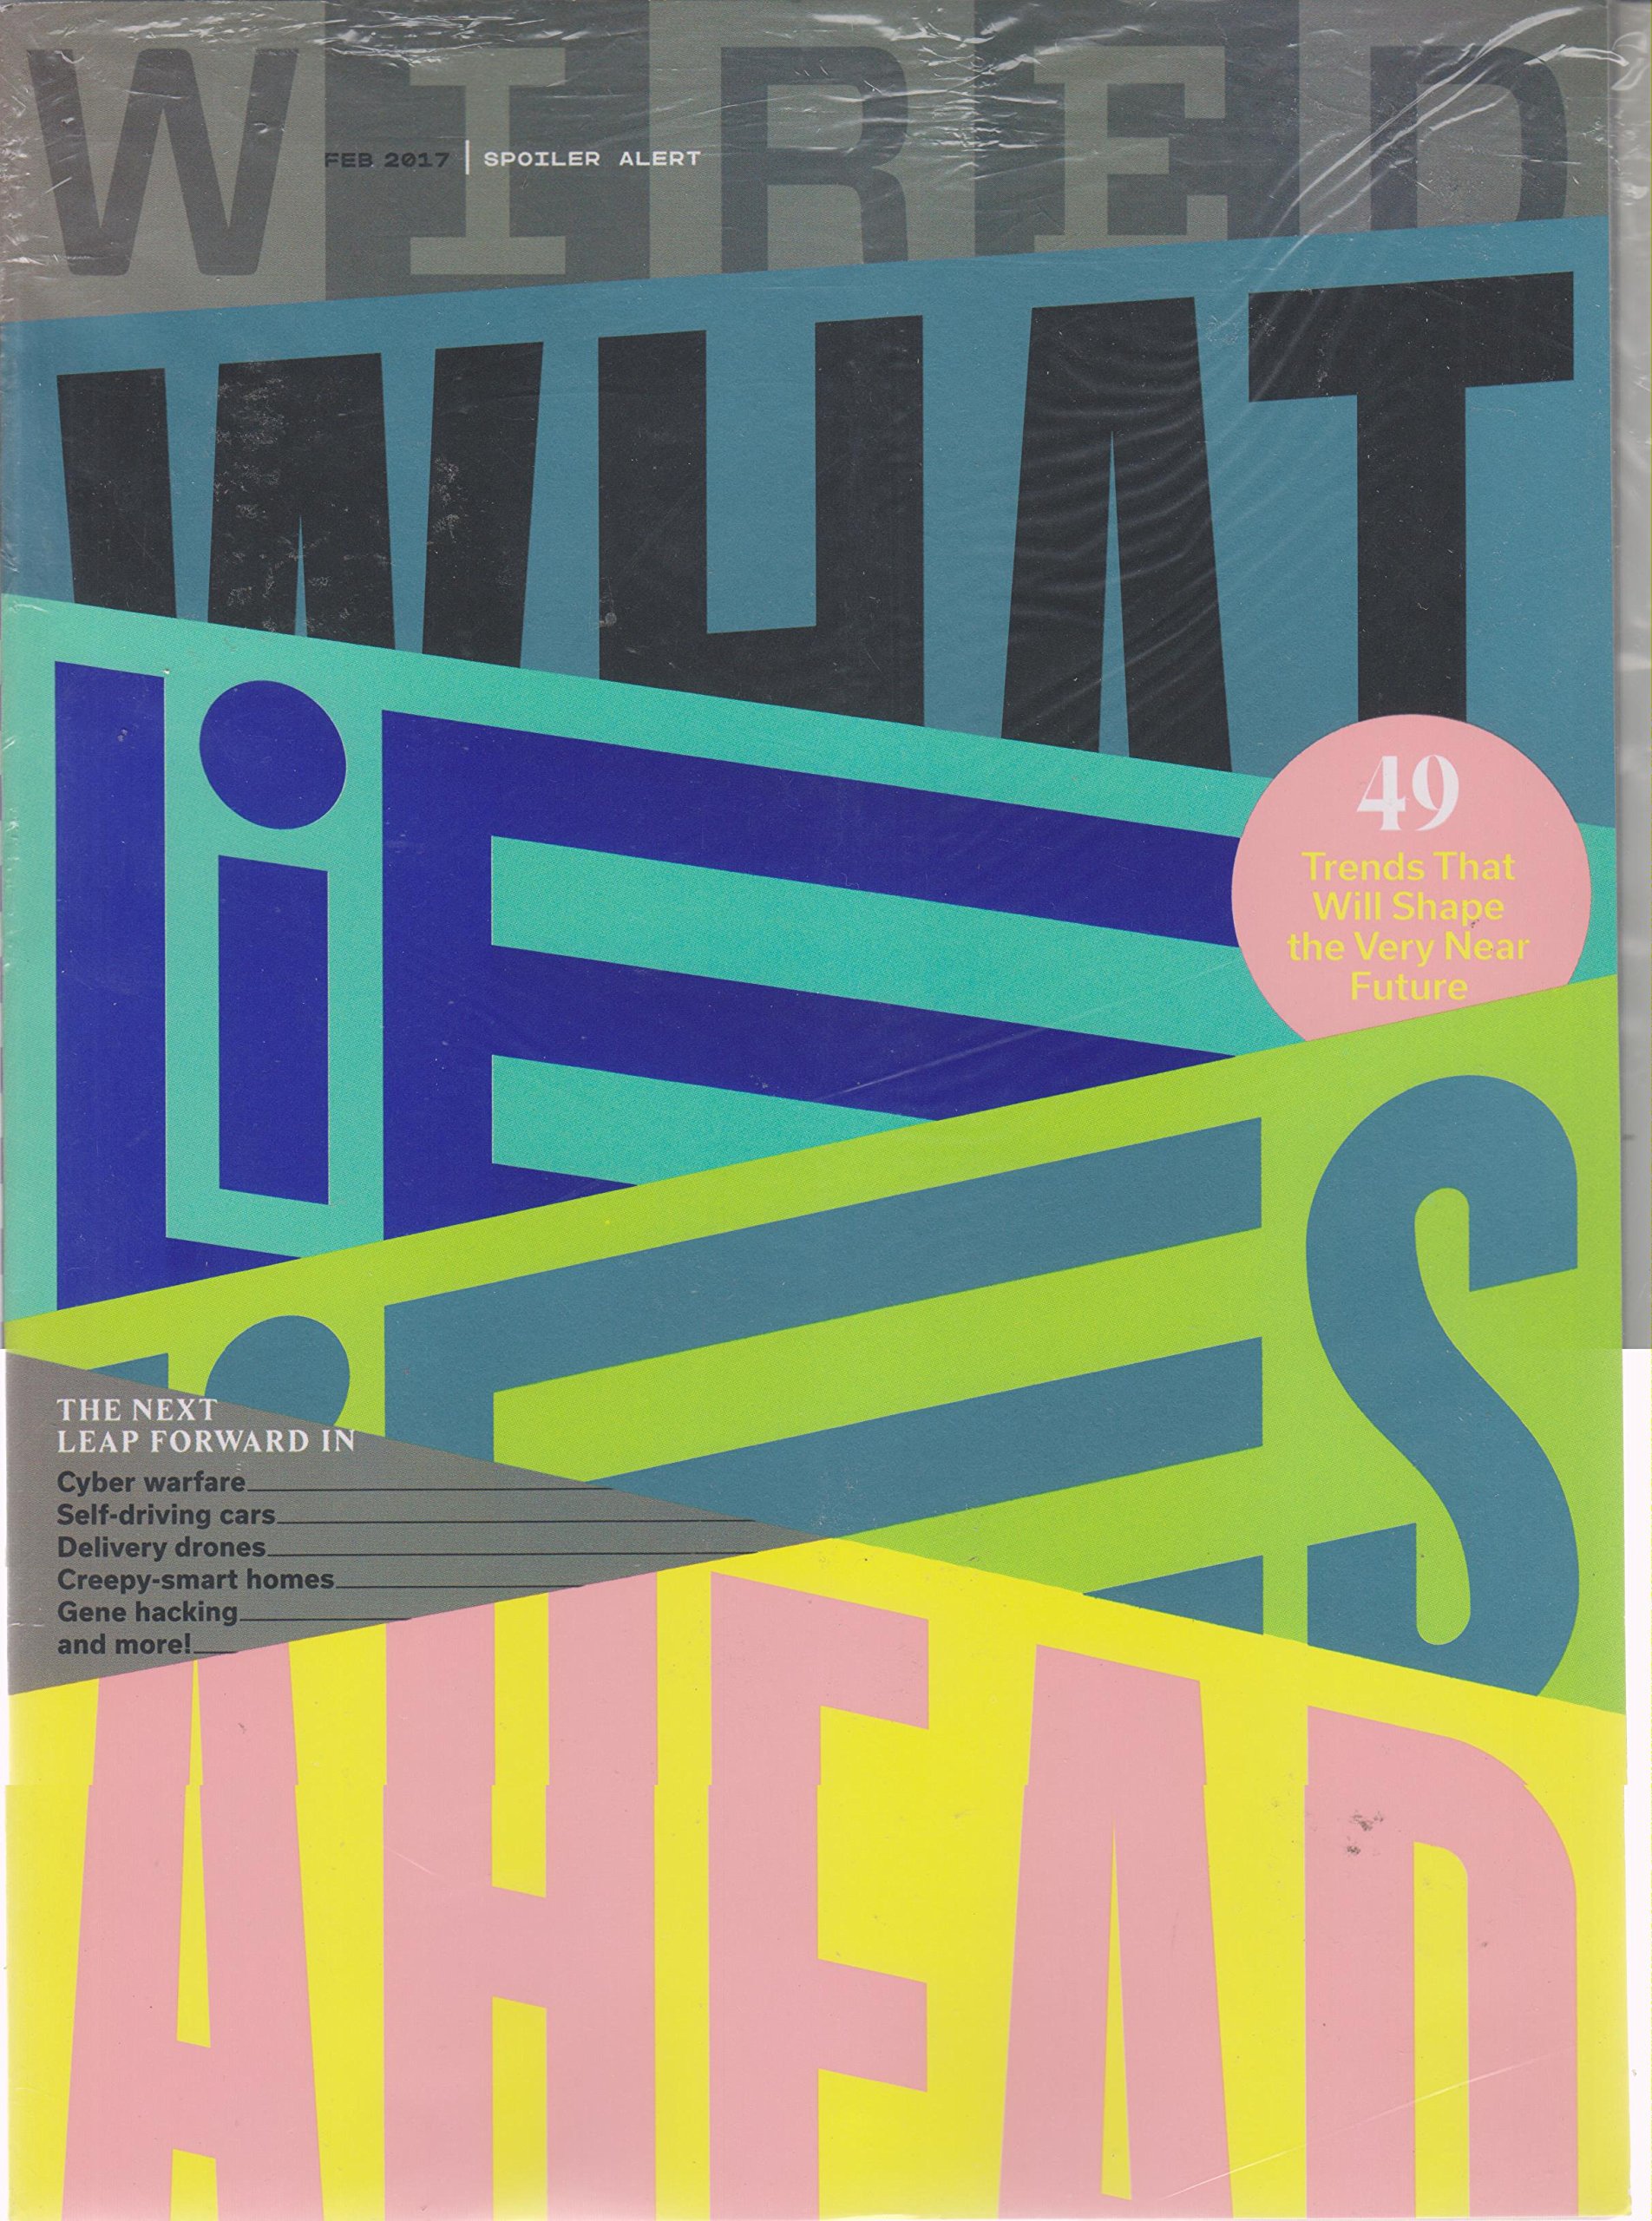 WIRED
FEB 2017 | SPOILER ALERT
WHAT
49
Trends That
Will Shape
the Very Near
Future
LiE
LiES
THE NEXT
LEAP FORWARD IN
Cyber warfare
Self-driving cars
Delivery drones
Creepy-smart homes
Gene hacking
and more!
AHEAD